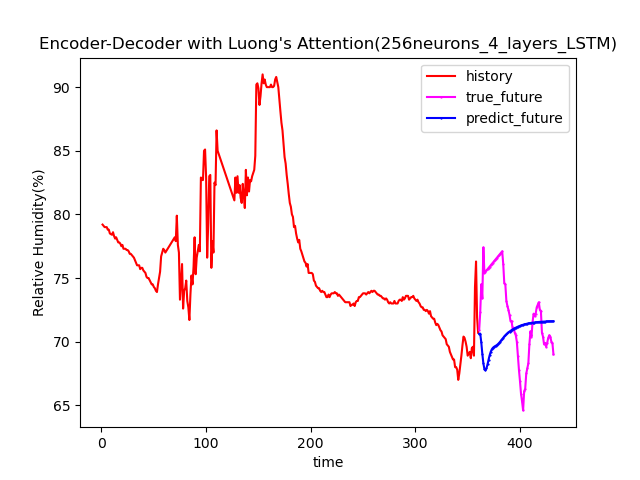 Encoder-Decoder with Luong's Attention(256neurons_4_layers_LSTM)
history
true_future
predict_future
Relative Humidity(%)
90
85
80
75
70
65
0 100 200 300 400
time